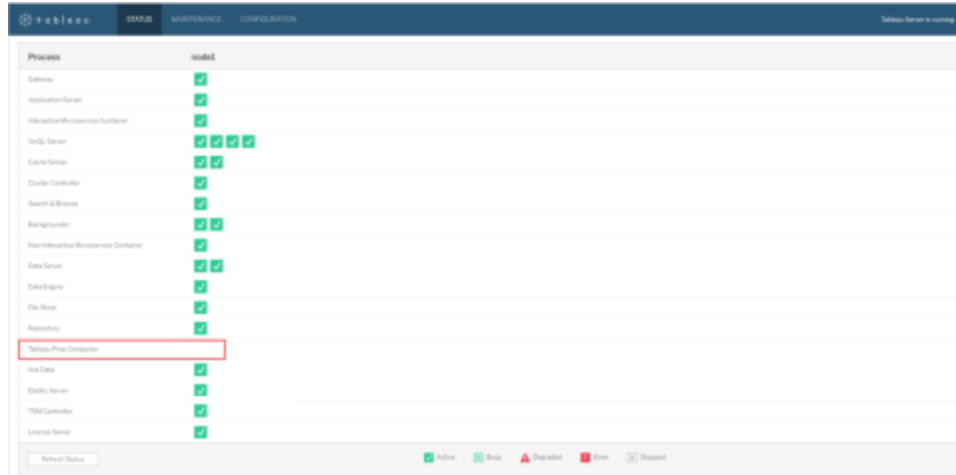 tableau STATUS MAINTENANCE CONFIGURATION Tableau Server is running
Process node1
Gateway
Application Server
Interactive Microservice Container
VizQL Server
Cache Server
Cluster Controller
Search & Browse
Backgrounder
Non-Interactive Microservice Container
Data Server
Data Engine
File Store
Repository
Tableau Prep Conductor
Ask Data
Elastic Server
TSM Controller
License Server
Refresh Status Active Busy Degraded Error Stopped